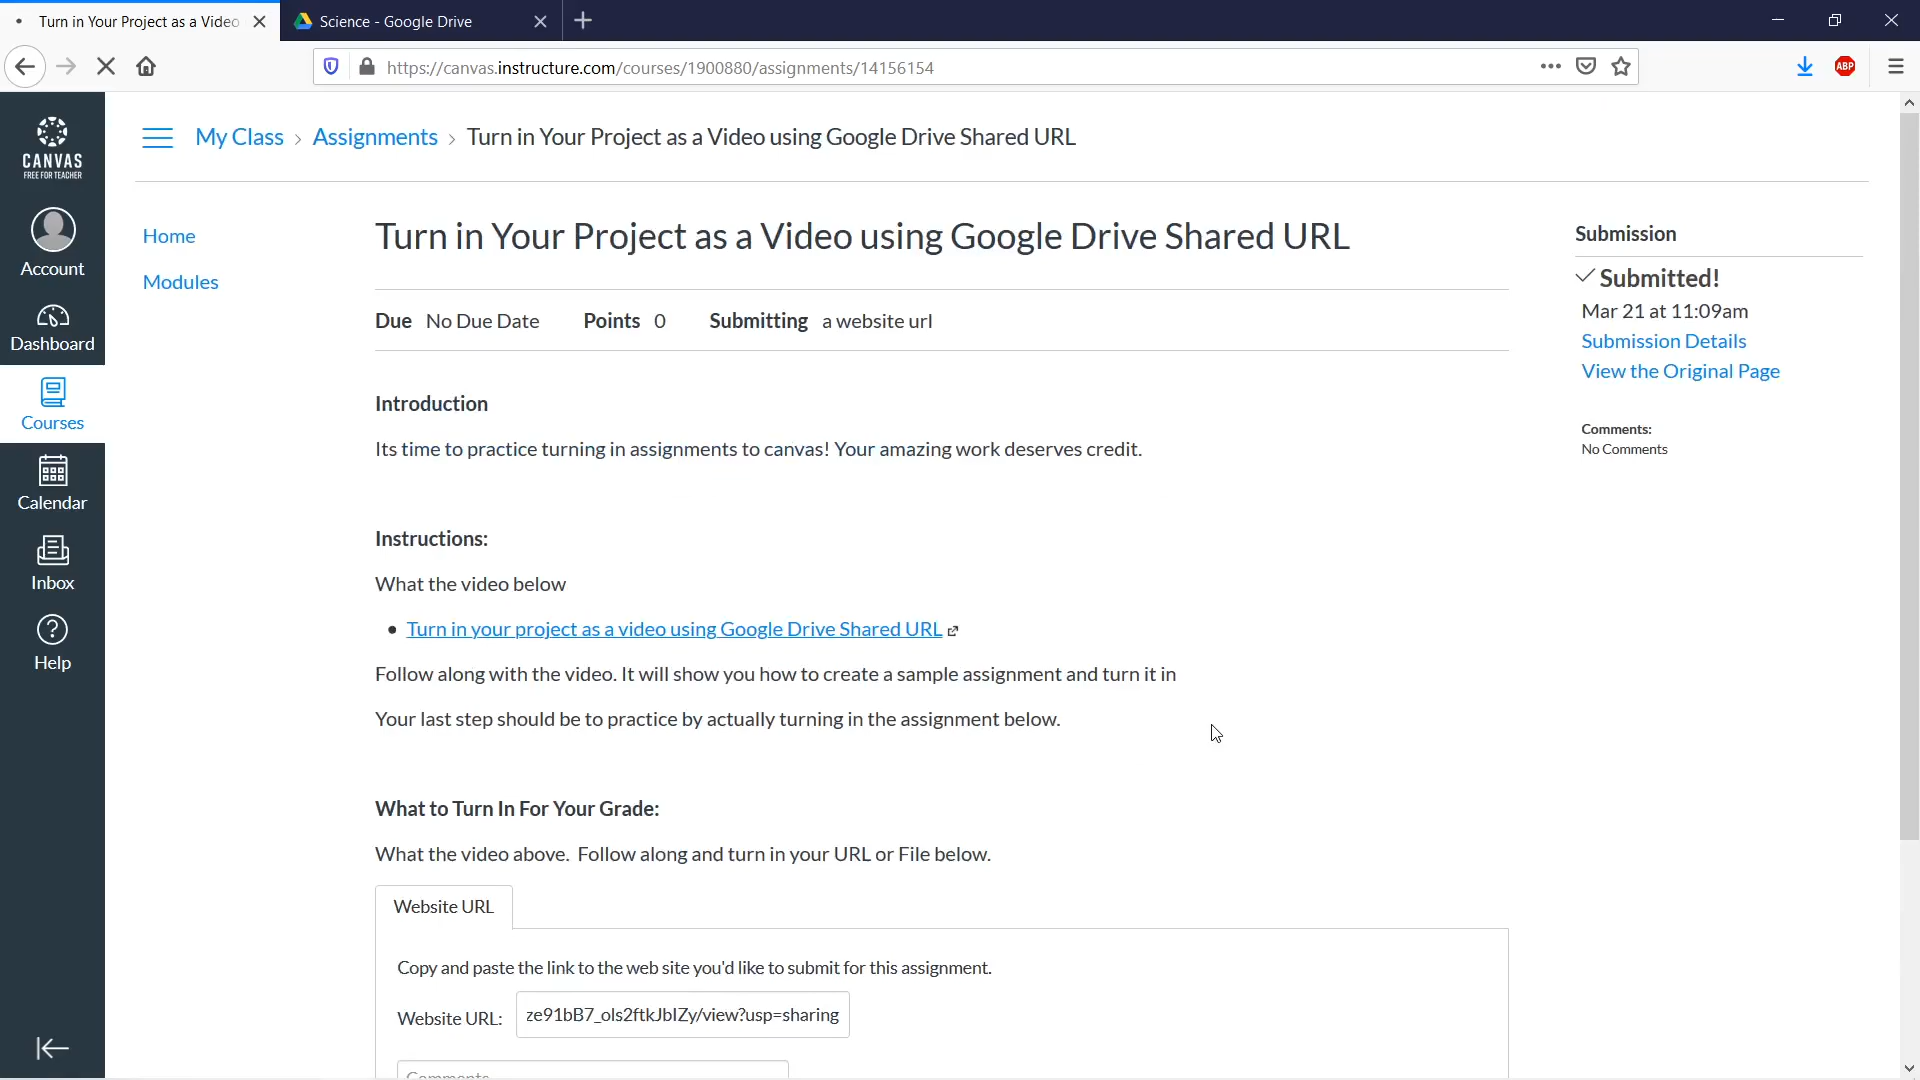 Turn in Your Project as a Video
Science - Google Drive
https://canvas.instructure.com/courses/1900880/assignments/14156154
ABP
CANVAS
FREE FOR TEACHER
Account
Dashboard
Courses
Calendar
Inbox
Help
My Class > Assignments > Turn in Your Project as a Video using Google Drive Shared URL
Home
Modules
Turn in Your Project as a Video using Google Drive Shared URL
Due No Due Date Points 0 Submitting a website url
Introduction
Its time to practice turning in assignments to canvas! Your amazing work deserves credit.
Instructions:
What the video below
• Turn in your project as a video using Google Drive Shared URL
Follow along with the video. It will show you how to create a sample assignment and turn it in
Your last step should be to practice by actually turning in the assignment below.
What to Turn In For Your Grade:
What the video above. Follow along and turn in your URL or File below.
Website URL
Copy and paste the link to the web site you'd like to submit for this assignment.
Website URL: ze91bB7_ols2ftkJbIZy/view?usp=sharing
Comments
Submission
Submitted!
Mar 21 at 11:09am
Submission Details
View the Original Page
Comments:
No Comments